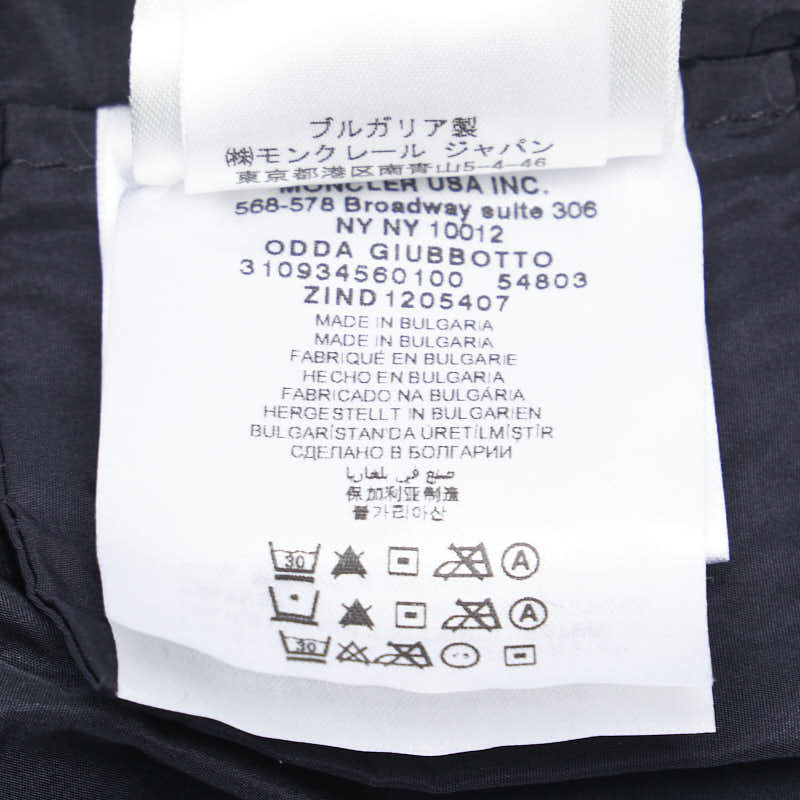 ブルガリア製
㈱モンクレール ジャパン
東京都港区南青山5-4-46
MONCLER USA INC.
568-578 Broadway suite 306
NY NY 10012
ODDA GIUBBOTTO
310934560100 54803
ZIND1205407
MADE IN BULGARIA
MADE IN BULGARIA
FABRIQUÉ EN BULGARIE
HECHO EN BULGARIA
FABRICADO NA BULGÁRIA
HERGESTELLT IN BULGARIEN
BULGARİSTAN'DA ÜRETİLMİŞTİR
СДЕЛАНО В БОЛГАРИИ
صنع في بلغاريا
保加利亚制造
불가리아산
30 A
A
30